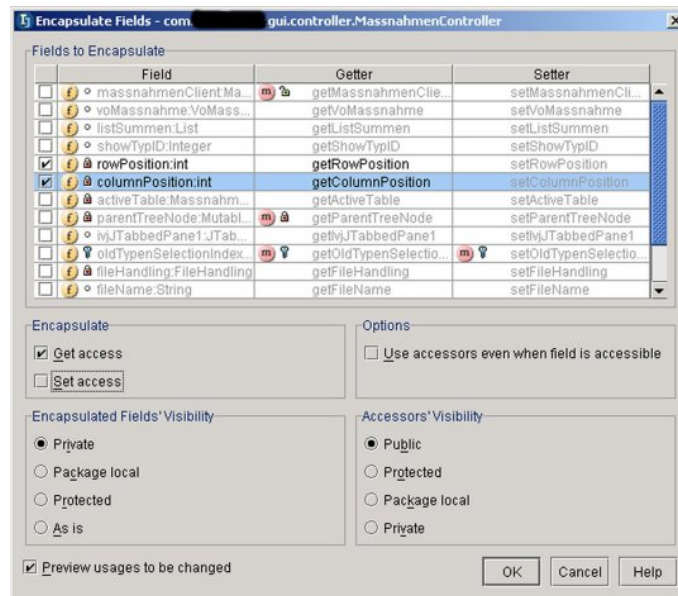 Encapsulate Fields - com. gui.controller.MassnahmenController
Fields to Encapsulate
Field Getter Setter
massnahmenClient:Ma... getMassnahmenClie... setMassnahmenCli...
voMassnahme:VoMass... getVoMassnahme setVoMassnahme
listSummen:List getListSummen setListSummen
showTypID:Integer getShowTypID setShowTypID
rowPosition:int getRowPosition setRowPosition
columnPosition:int getColumnPosition setColumnPosition
activeTable:Massnahm... getActiveTable setActiveTable
parentTreeNode:Mutabl... getParentTreeNode setParentTreeNode
ivjJTabbedPane1:JTab... getIvjJTabbedPane1 setIvjJTabbedPane1
oldTypenSelectionIndex... getOldTypenSelectio... setOldTypenSelectio...
fileHandling:FileHandling getFileHandling setFileHandling
fileName:String getFileName setFileName
Encapsulate
Get access
Set access
Options
Use accessors even when field is accessible
Encapsulated Fields' Visibility
Private
Package local
Protected
As is
Accessors' Visibility
Public
Protected
Package local
Private
Preview usages to be changed
OK Cancel Help